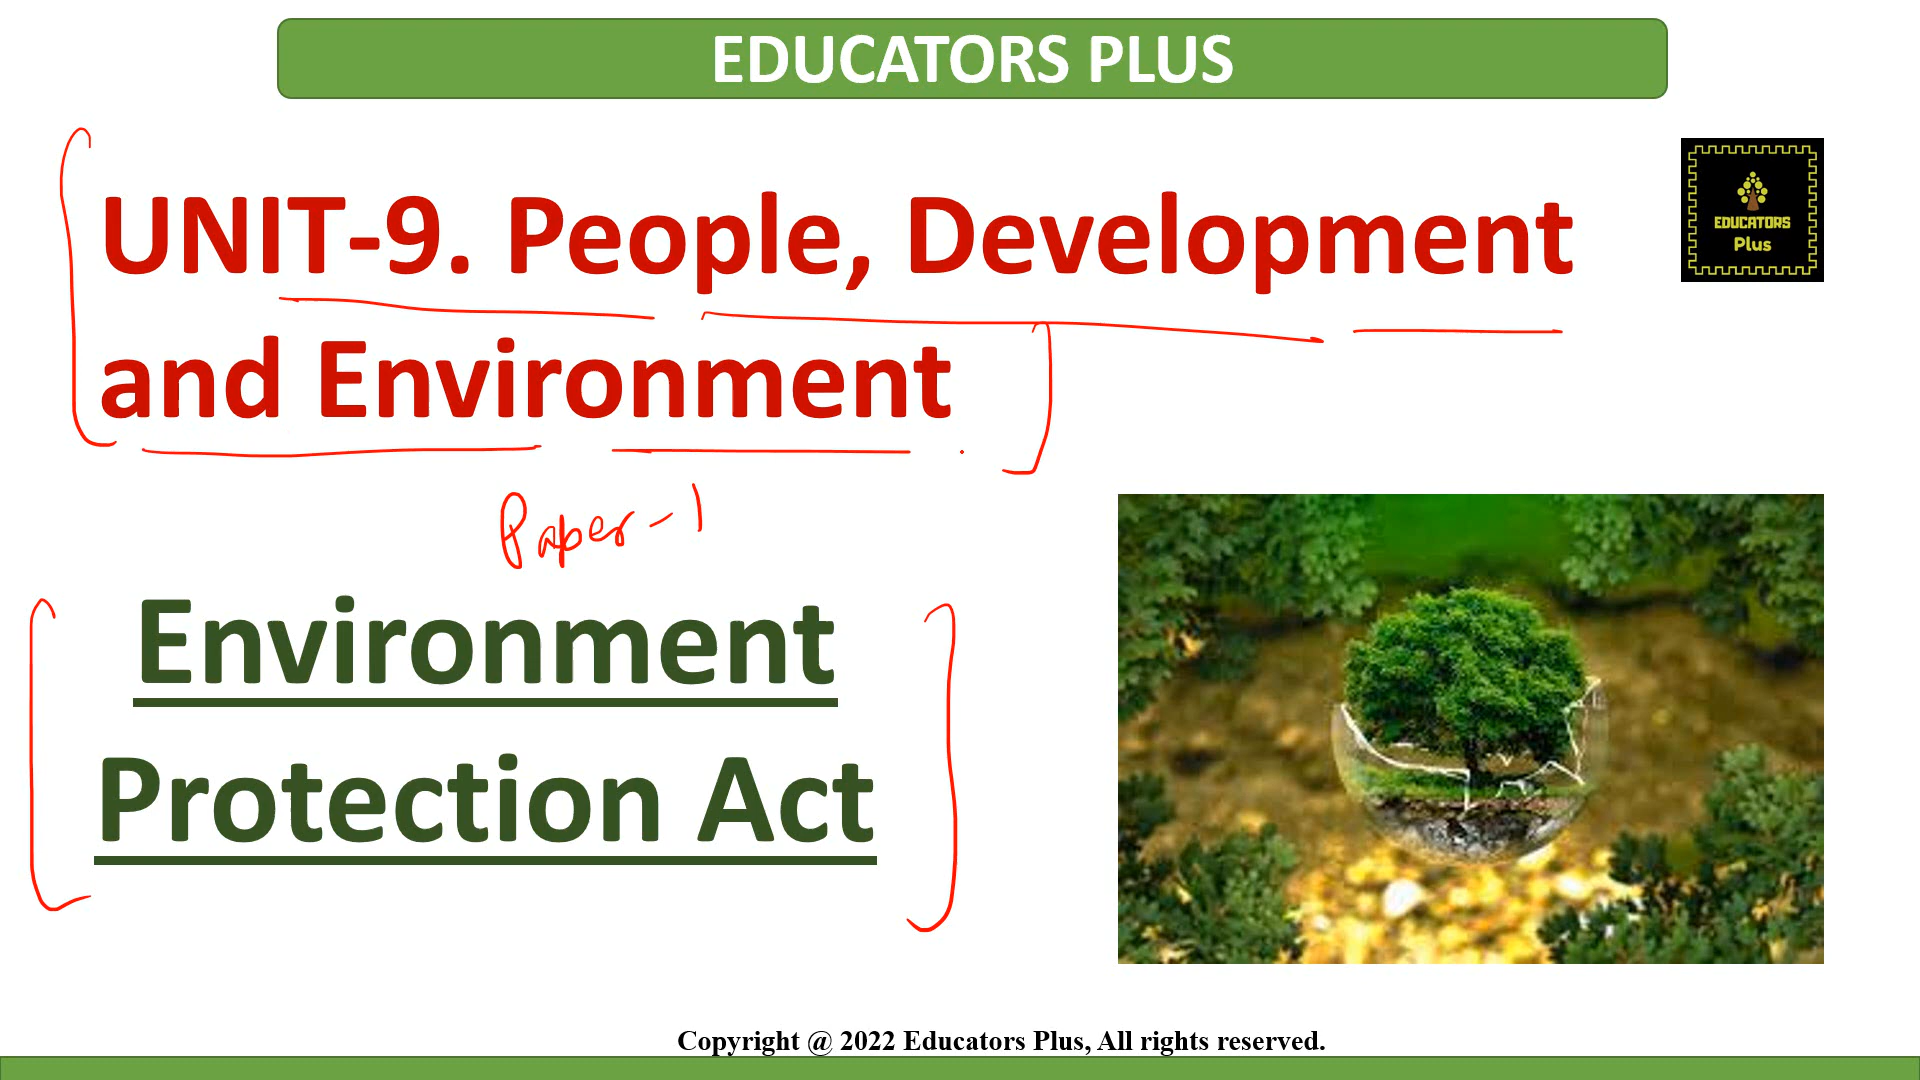 EDUCATORS PLUS
UNIT-9. People, Development
and Environment
EDUCATORS
Plus
Paper-1
Environment
Protection Act
Copyright @ 2022 Educators Plus, All rights reserved.